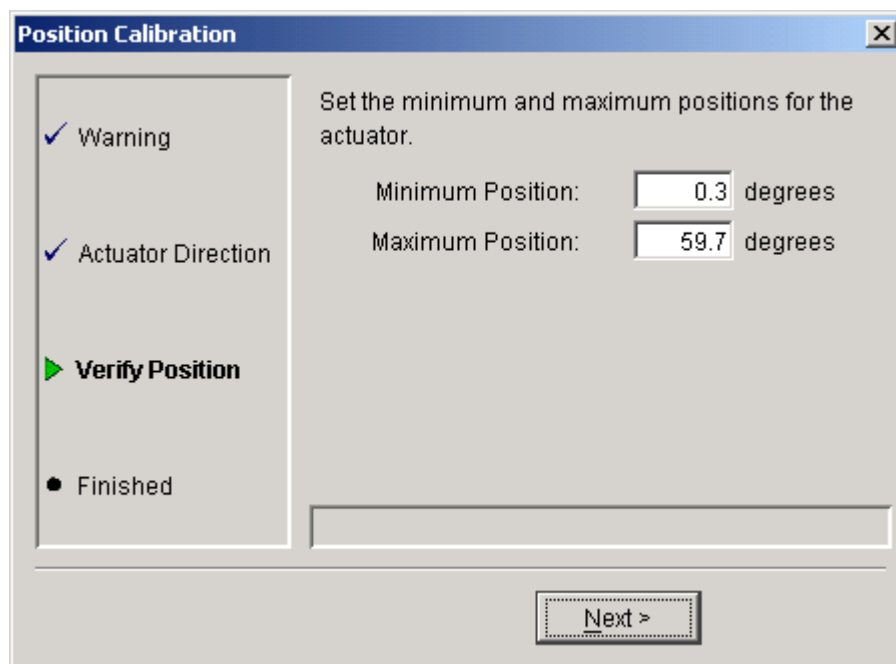 Position Calibration
Warning
Actuator Direction
Verify Position
Finished
Set the minimum and maximum positions for the
actuator.
Minimum Position: 0.3 degrees
Maximum Position: 59.7 degrees
Next >